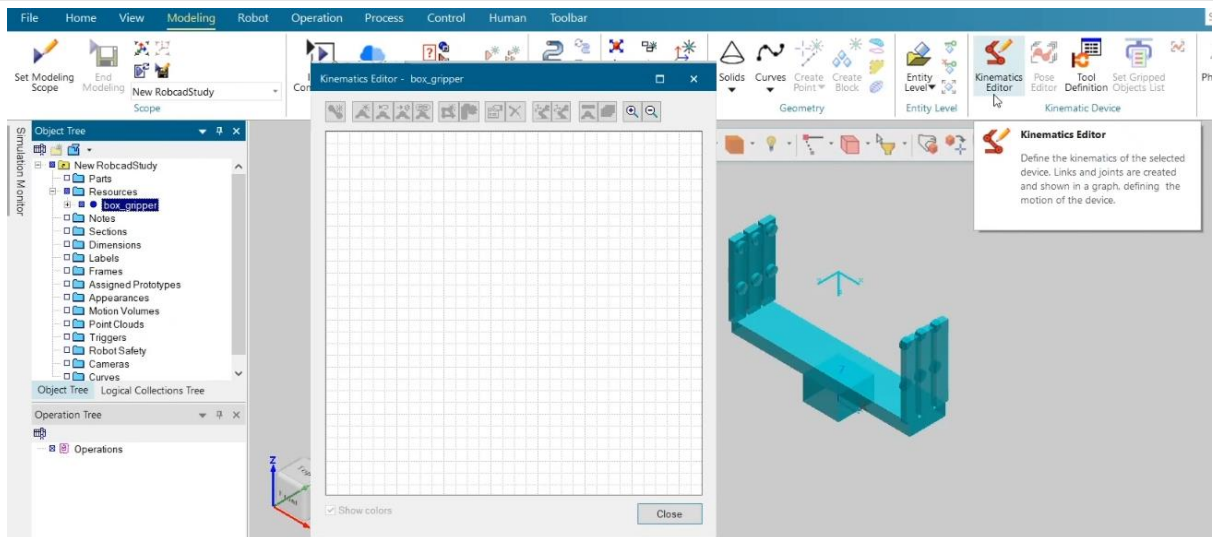 File Home View Modeling Robot Operation Process Control Human Toolbar
Set Modeling Scope
End Modeling
New RobcadStudy
Scope
Solids
Curves
Create Point
Create Block
Geometry
Entity Level
Entity Level
Kinematics Editor
Pose Editor
Tool Definition
Set Gripped Objects List
Kinematic Device
Simulation Monitor
Object Tree
New RobcadStudy
Parts
Resources
box_gripper
Notes
Sections
Dimensions
Labels
Frames
Assigned Prototypes
Appearances
Motion Volumes
Point Clouds
Triggers
Robot Safety
Cameras
Curves
Object Tree Logical Collections Tree
Operation Tree
Operations
Kinematics Editor - box_gripper
Show colors
Close
Kinematics Editor
Define the kinematics of the selected
device. Links and joints are created
and shown in a graph, defining the
motion of the device.
Z